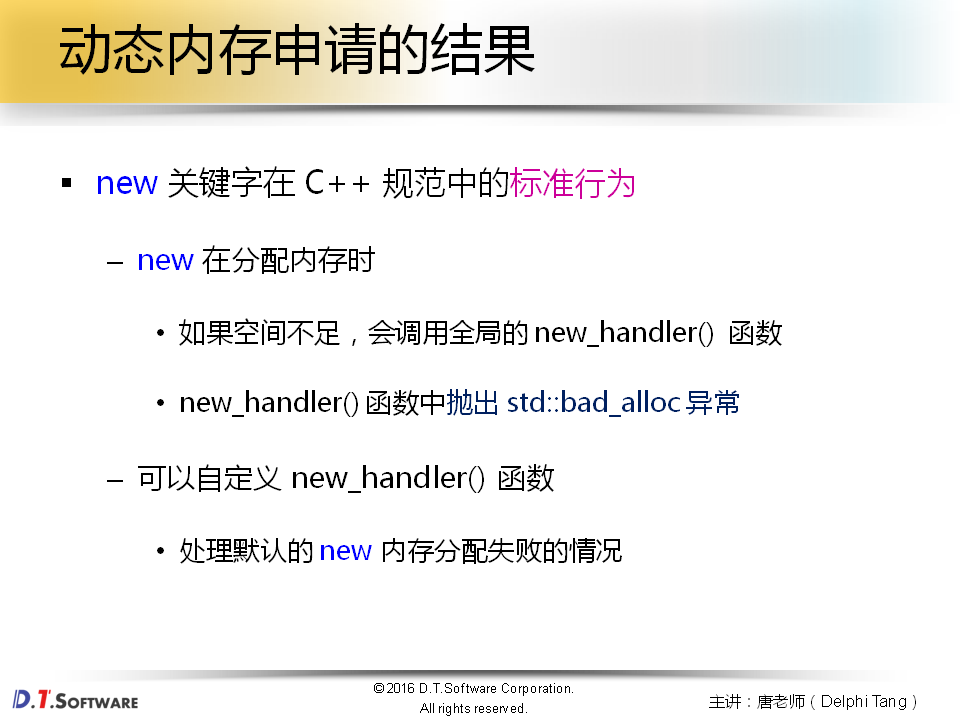 动态内存申请的结果
▪ new 关键字在 C++ 规范中的标准行为
– new 在分配内存时
• 如果空间不足，会调用全局的 new_handler() 函数
• new_handler() 函数中抛出 std::bad_alloc 异常
– 可以自定义 new_handler() 函数
• 处理默认的 new 内存分配失败的情况
D.T.SOFTWARE
©2016 D.T.Software Corporation.
All rights reserved.
主讲：唐老师（Delphi Tang）